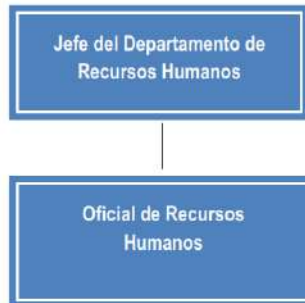 Jefe del Departamento de
Recursos Humanos
Oficial de Recursos
Humanos